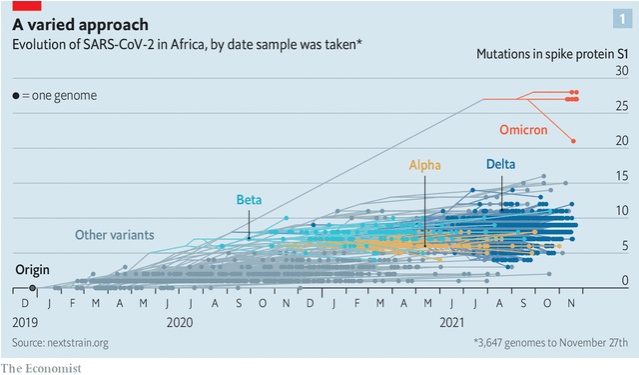 A varied approach
1
Evolution of SARS-CoV-2 in Africa, by date sample was taken*
Mutations in spike protein S1
30
= one genome
25
Omicron
20
Alpha
Delta
15
Beta
10
Other variants
5
Origin
0
D J F M A M J J A S O N D J F M A M J J A S O N
2019 2020 2021
Source: nextstrain.org *3,647 genomes to November 27th
The Economist